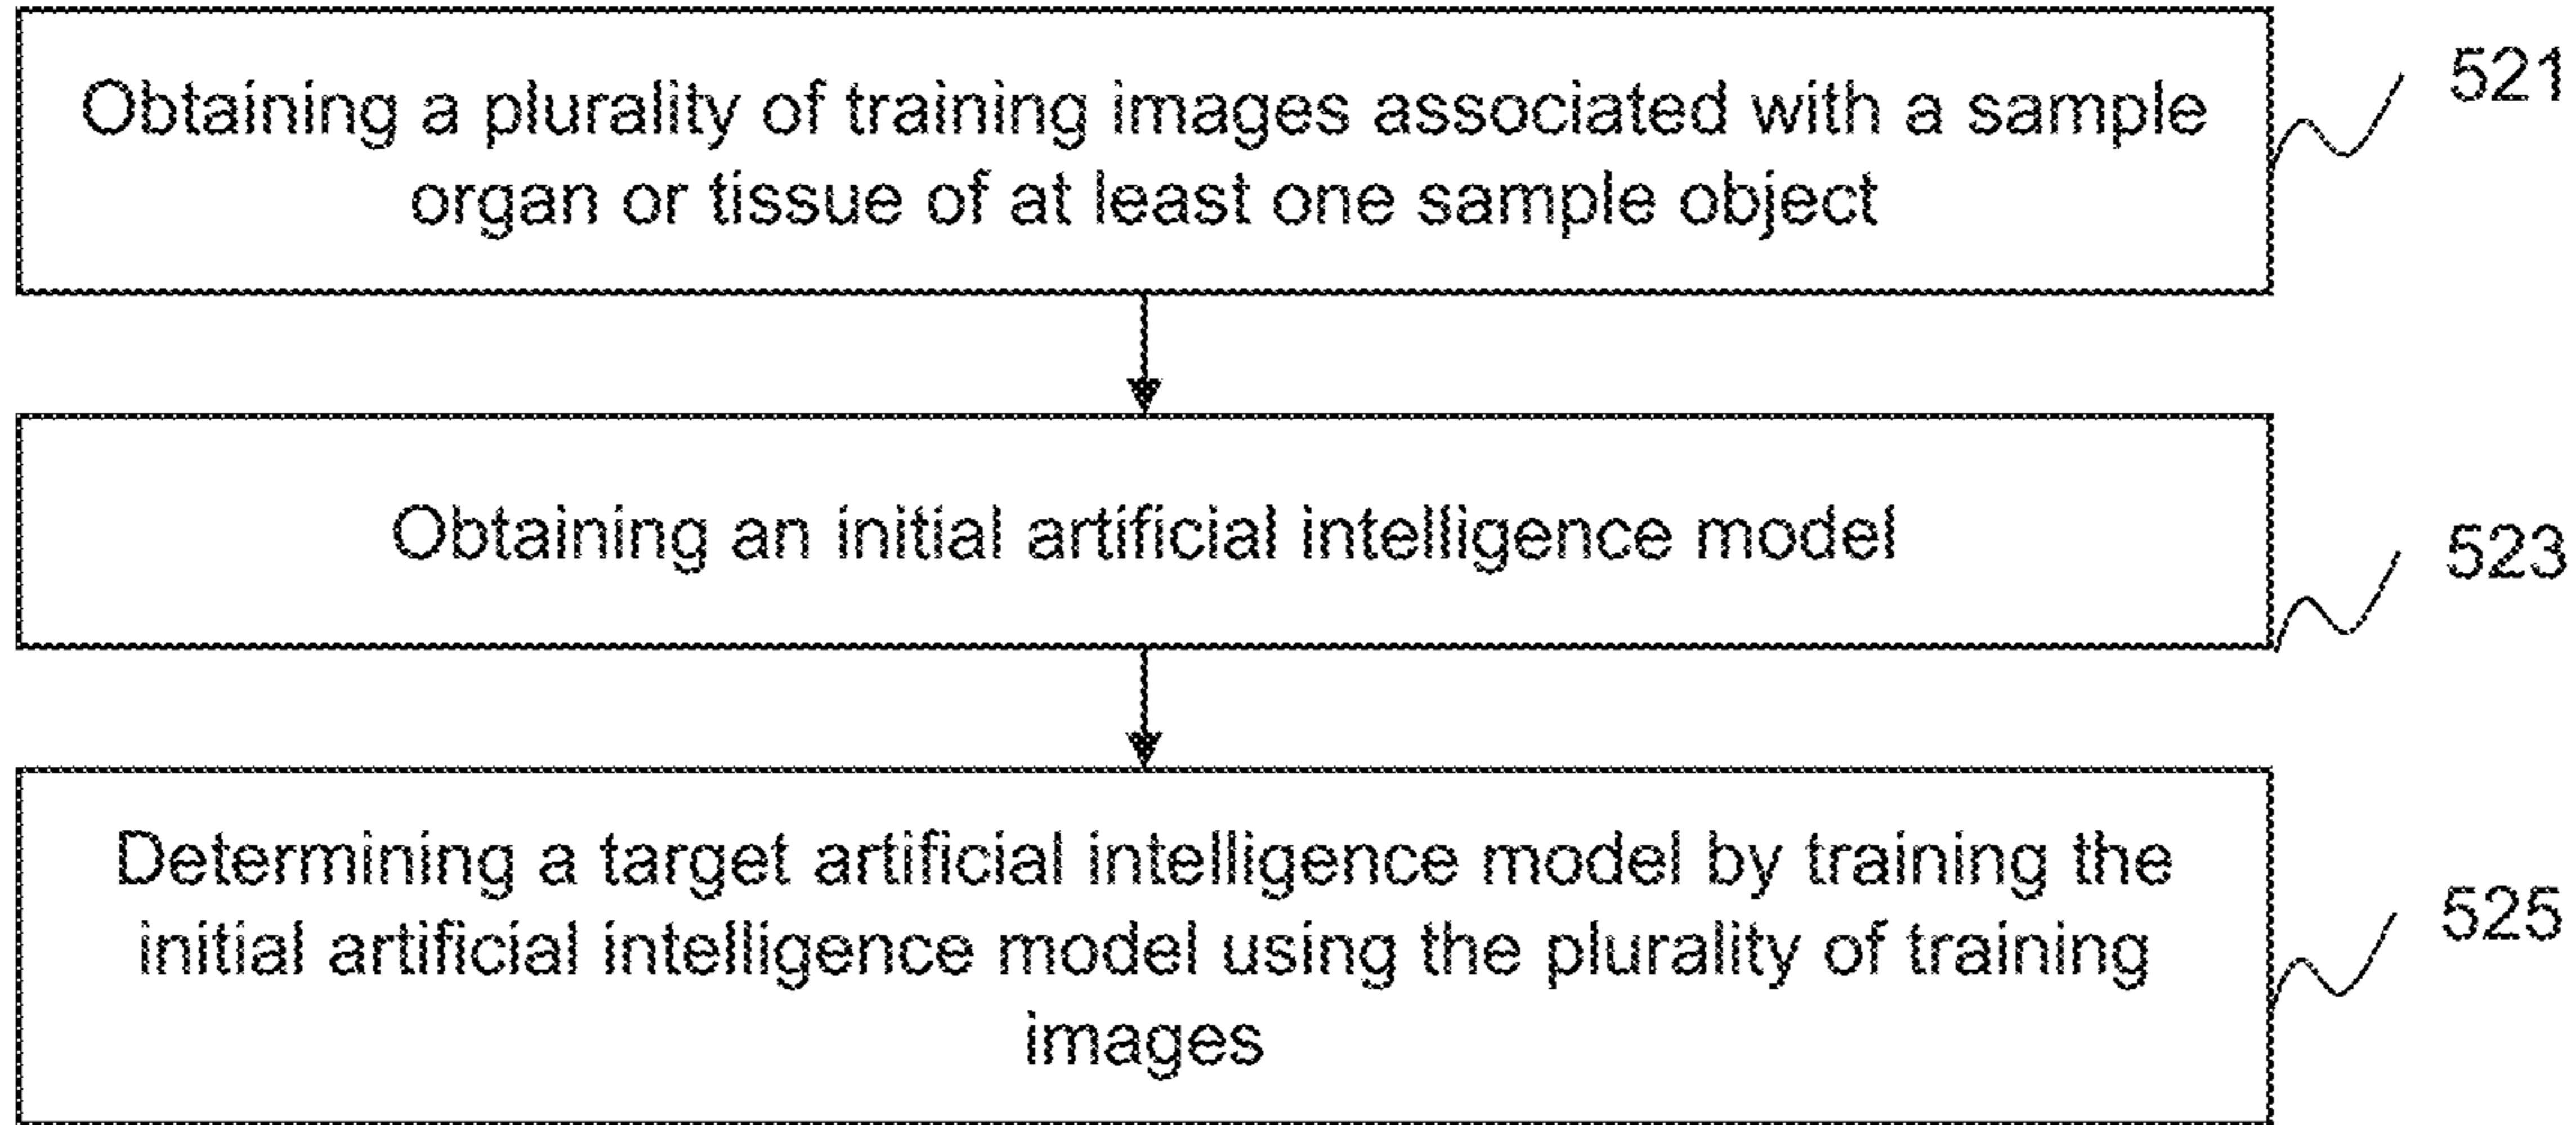 Obtaining a plurality of training images associated with a sample
organ or tissue of at least one sample object
521
Obtaining an initial artificial intelligence model
523
Determining a target artificial intelligence model by training the
initial artificial intelligence model using the plurality of training
images
525